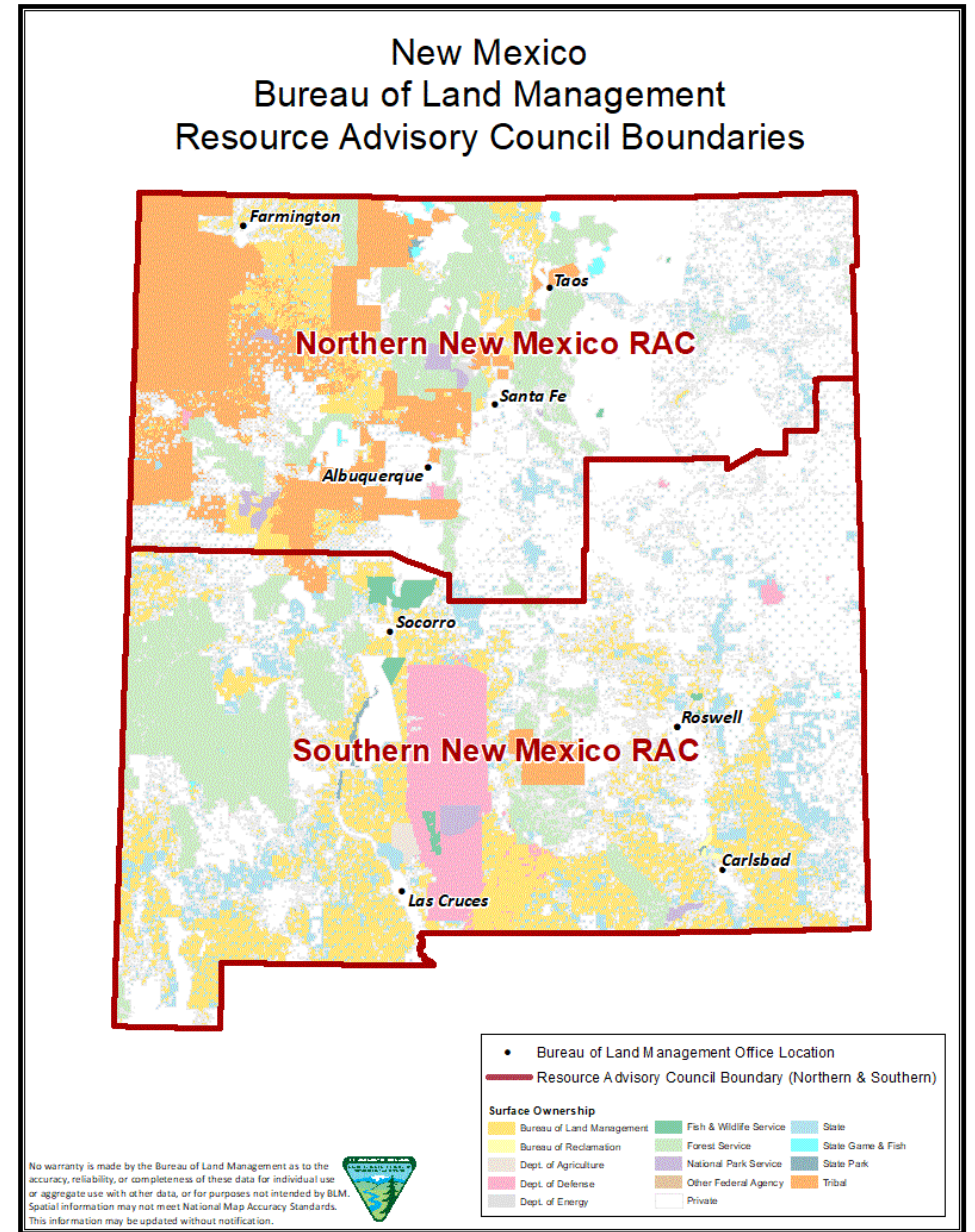 New Mexico
Bureau of Land Management
Resource Advisory Council Boundaries
Farmington
Taos
Northern New Mexico RAC
Santa Fe
Albuquerque
Socorro
Roswell
Southern New Mexico RAC
Carlsbad
Las Cruces
Bureau of Land Management Office Location
Resource Advisory Council Boundary (Northern & Southern)
Surface Ownership
Bureau of Land Management
Bureau of Reclamation
Dept. of Agriculture
Dept. of Defense
Dept. of Energy
Fish & Wildlife Service
Forest Service
National Park Service
Other Federal Agency
Private
State
State Game & Fish
State Park
Tribal
No warranty is made by the Bureau of Land Management as to the
accuracy, reliability, or completeness of these data for individual use
or aggregate use with other data, or for purposes not intended by BLM.
Spatial information may not meet National Map Accuracy Standards.
This information may be updated without notification.